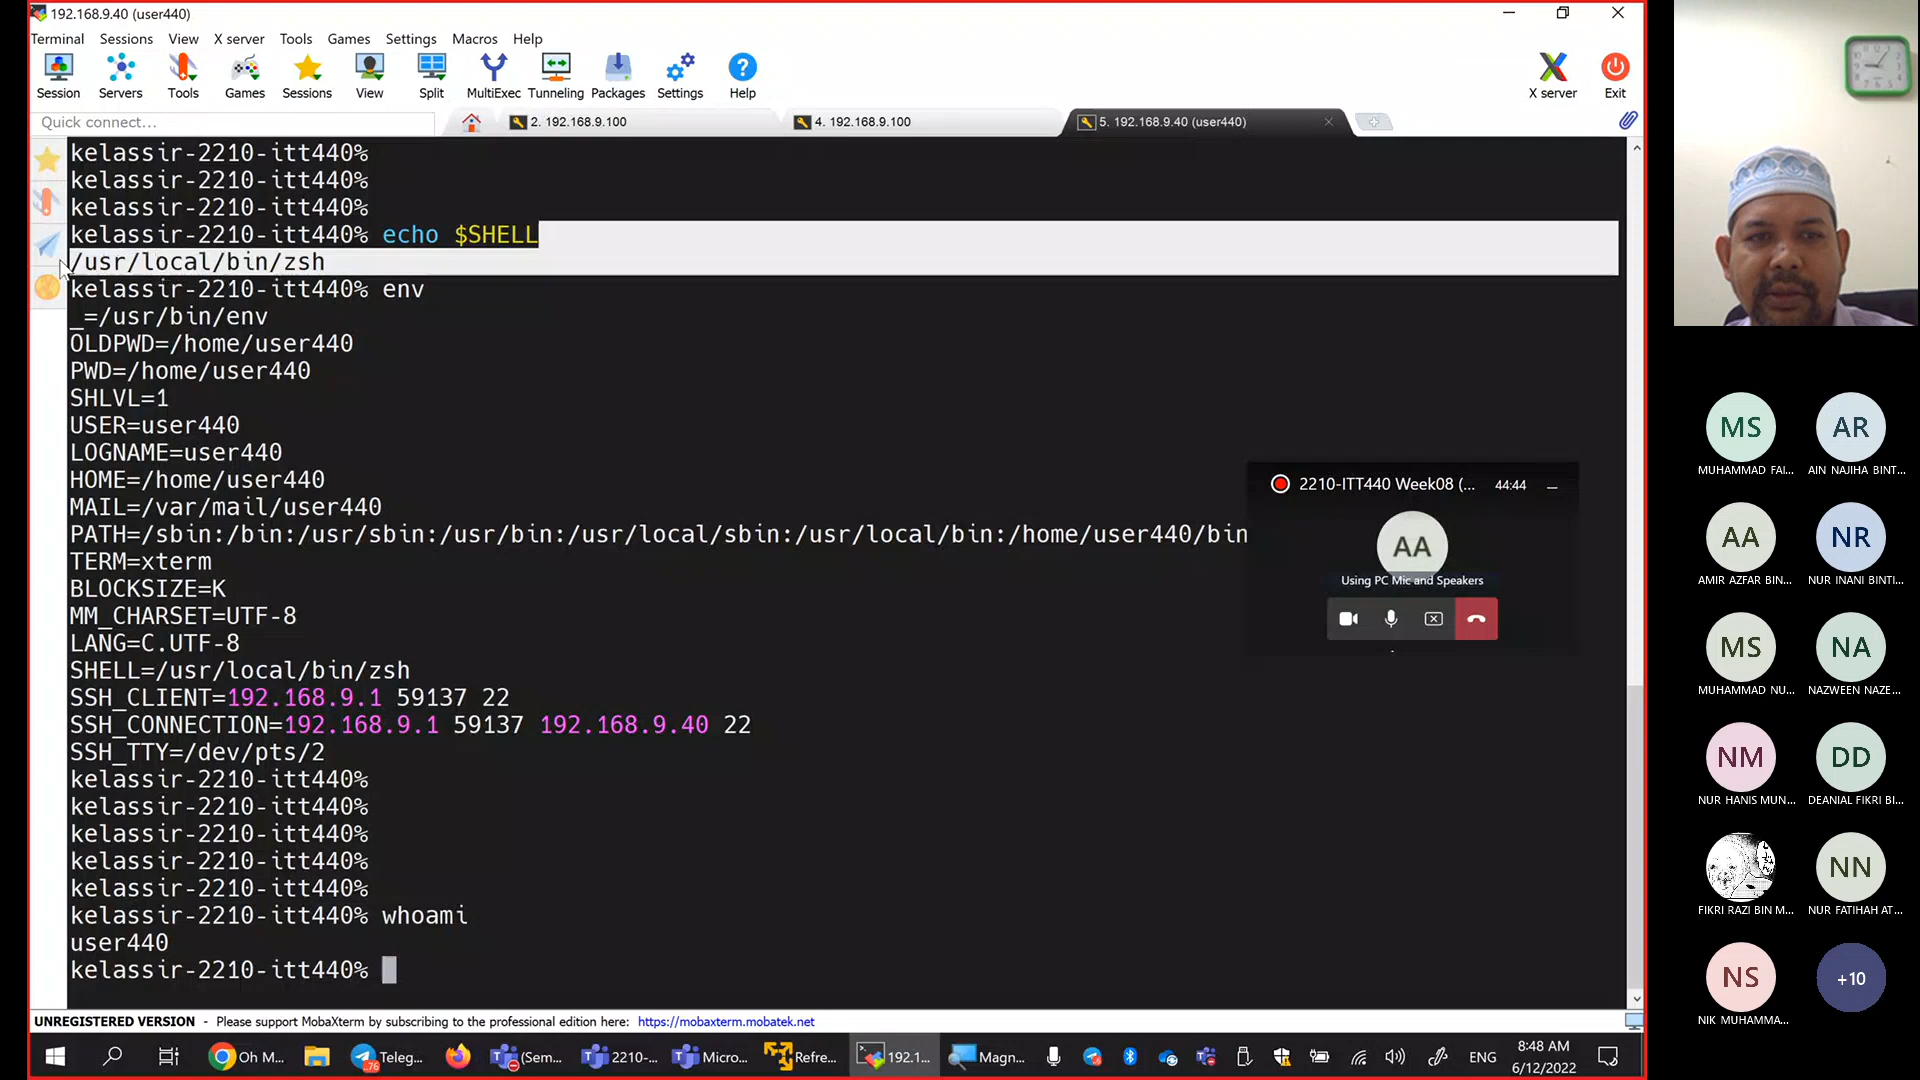 192.168.9.40 (user440)
Terminal Sessions View X server Tools Games Settings Macros Help
Session Servers Tools Games Sessions View Split MultiExec Tunneling Packages Settings Help X server Exit
Quick connect...
2. 192.168.9.100
4. 192.168.9.100
5. 192.168.9.40 (user440)
kelassir-2210-itt440%
kelassir-2210-itt440%
kelassir-2210-itt440%
kelassir-2210-itt440% echo $SHELL
/usr/local/bin/zsh
kelassir-2210-itt440% env
_=/usr/bin/env
OLDPWD=/home/user440
PWD=/home/user440
SHLVL=1
USER=user440
LOGNAME=user440
HOME=/home/user440
MAIL=/var/mail/user440
PATH=/sbin:/bin:/usr/sbin:/usr/bin:/usr/local/sbin:/usr/local/bin:/home/user440/bin
TERM=xterm
BLOCKSIZE=K
MM_CHARSET=UTF-8
LANG=C.UTF-8
SHELL=/usr/local/bin/zsh
SSH_CLIENT=192.168.9.1 59137 22
SSH_CONNECTION=192.168.9.1 59137 192.168.9.40 22
SSH_TTY=/dev/pts/2
kelassir-2210-itt440%
kelassir-2210-itt440%
kelassir-2210-itt440%
kelassir-2210-itt440%
kelassir-2210-itt440%
kelassir-2210-itt440% whoami
user440
kelassir-2210-itt440%
2210-ITT440 Week08 (... 44:44
AA
Using PC Mic and Speakers
UNREGISTERED VERSION - Please support MobaXterm by subscribing to the professional edition here: https://mobaxterm.mobatek.net
Oh M... Teleg... .76 (Sem... 2210-... Micro... Refre... 192.1... Magn... ENG
8:48 AM
6/12/2022
MS AR
MUHAMMAD FAI... AIN NAJIHA BINT...
AA NR
AMIR AZFAR BIN... NUR INANI BINTI...
MS NA
MUHAMMAD NU... NAZWEEN NAZE...
NM DD
NUR HANIS MUN... DEANIAL FIKRI BI...
NN
FIKRI RAZI BIN M... NUR FATIHAH AT...
NS +10
NIK MUHAMMA...